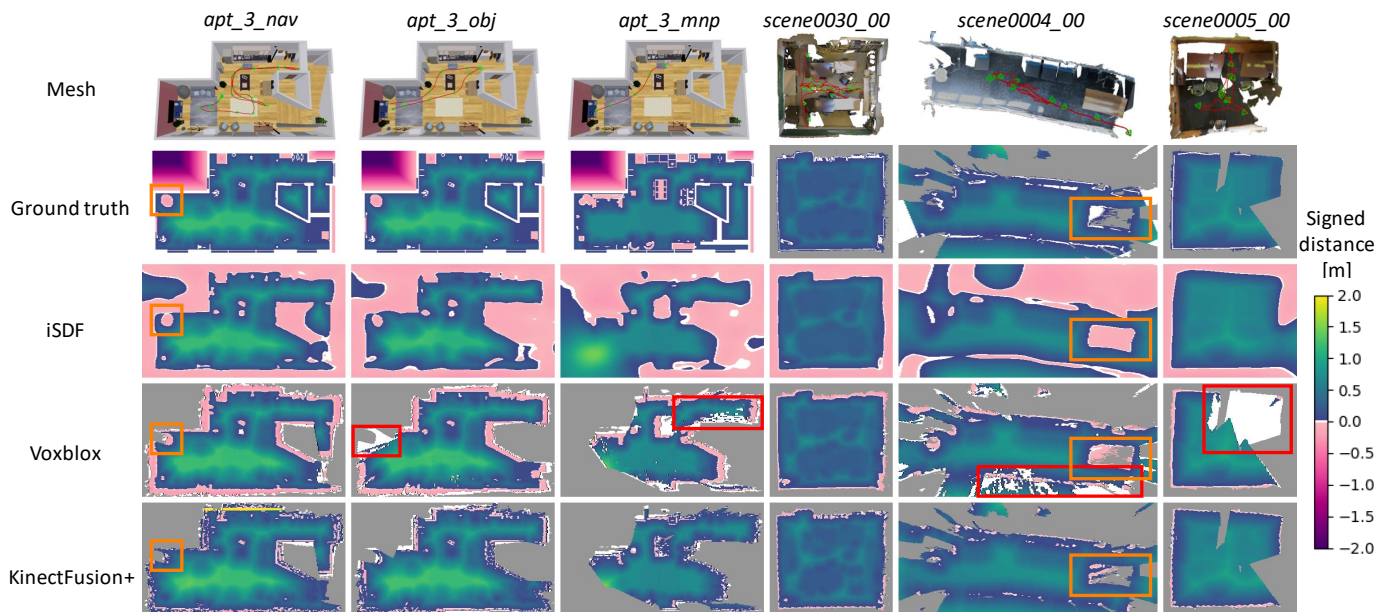 apt_3_nav apt_3_obj apt_3_mnp scene0030_00 scene0004_00 scene0005_00
Mesh
Ground truth
iSDF
Voxblox
KinectFusion+
Signed
distance
[m]
2.0
1.5
1.0
0.5
0.0
−0.5
−1.0
−1.5
−2.0